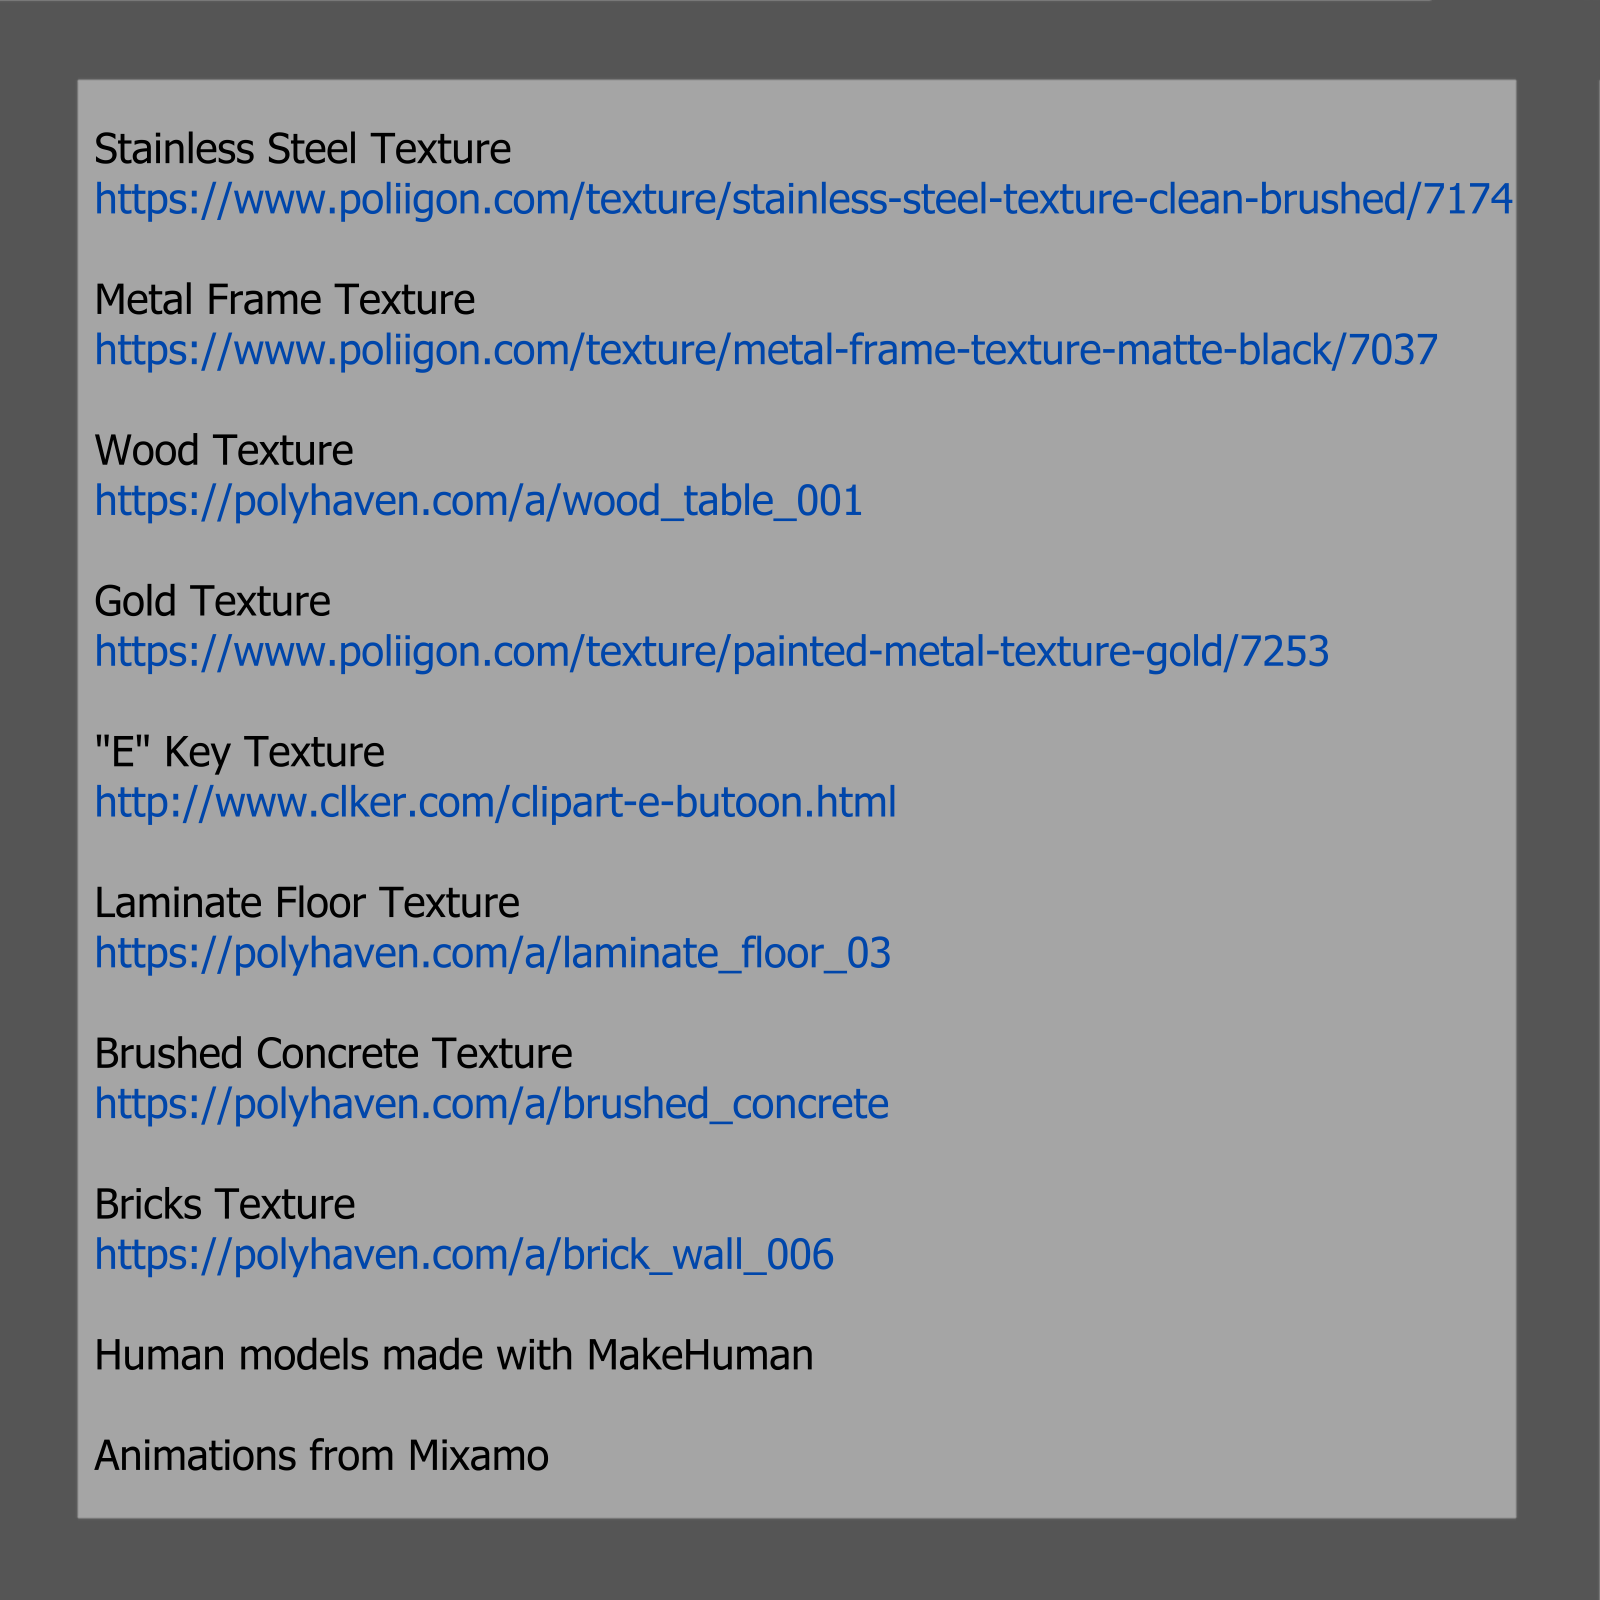 Stainless Steel Texture
https://www.poliigon.com/texture/stainless-steel-texture-clean-brushed/7174
Metal Frame Texture
https://www.poliigon.com/texture/metal-frame-texture-matte-black/7037
Wood Texture
https://polyhaven.com/a/wood_table_001
Gold Texture
https://www.poliigon.com/texture/painted-metal-texture-gold/7253
"E" Key Texture
http://www.clker.com/clipart-e-butoon.html
Laminate Floor Texture
https://polyhaven.com/a/laminate_floor_03
Brushed Concrete Texture
https://polyhaven.com/a/brushed_concrete
Bricks Texture
https://polyhaven.com/a/brick_wall_006
Human models made with MakeHuman
Animations from Mixamo